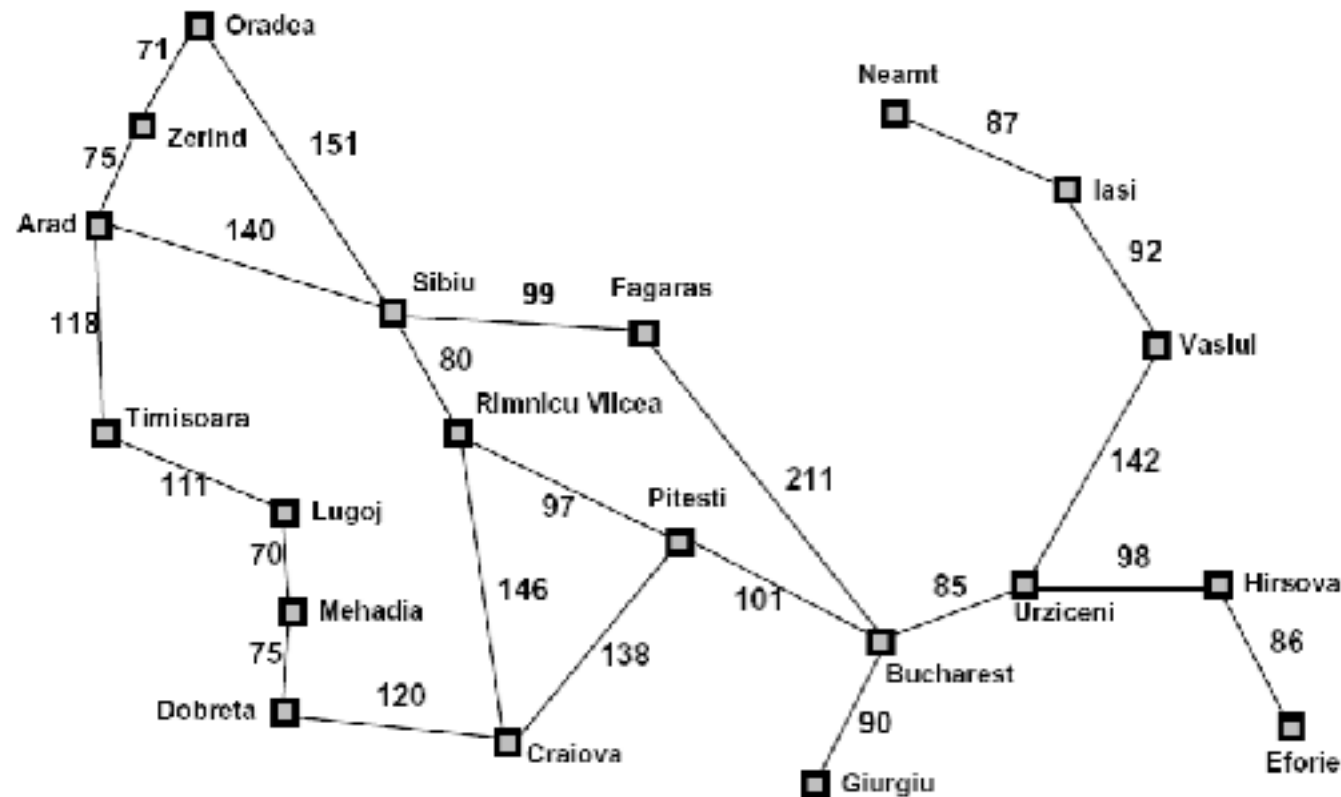 Oradea
71
Neamt
87
Zerind
151
75
Iasi
Arad
140
92
Sibiu
99
Fagaras
118
80
Vaslui
Rimnicu Vilcea
Timisoara
142
111
211
Lugoj
97
Pitesti
70
98
Hirsova
146
101
85
Mehadia
Urziceni
75
138
86
Bucharest
120
Dobreta
90
Craiova
Eforie
Giurgiu